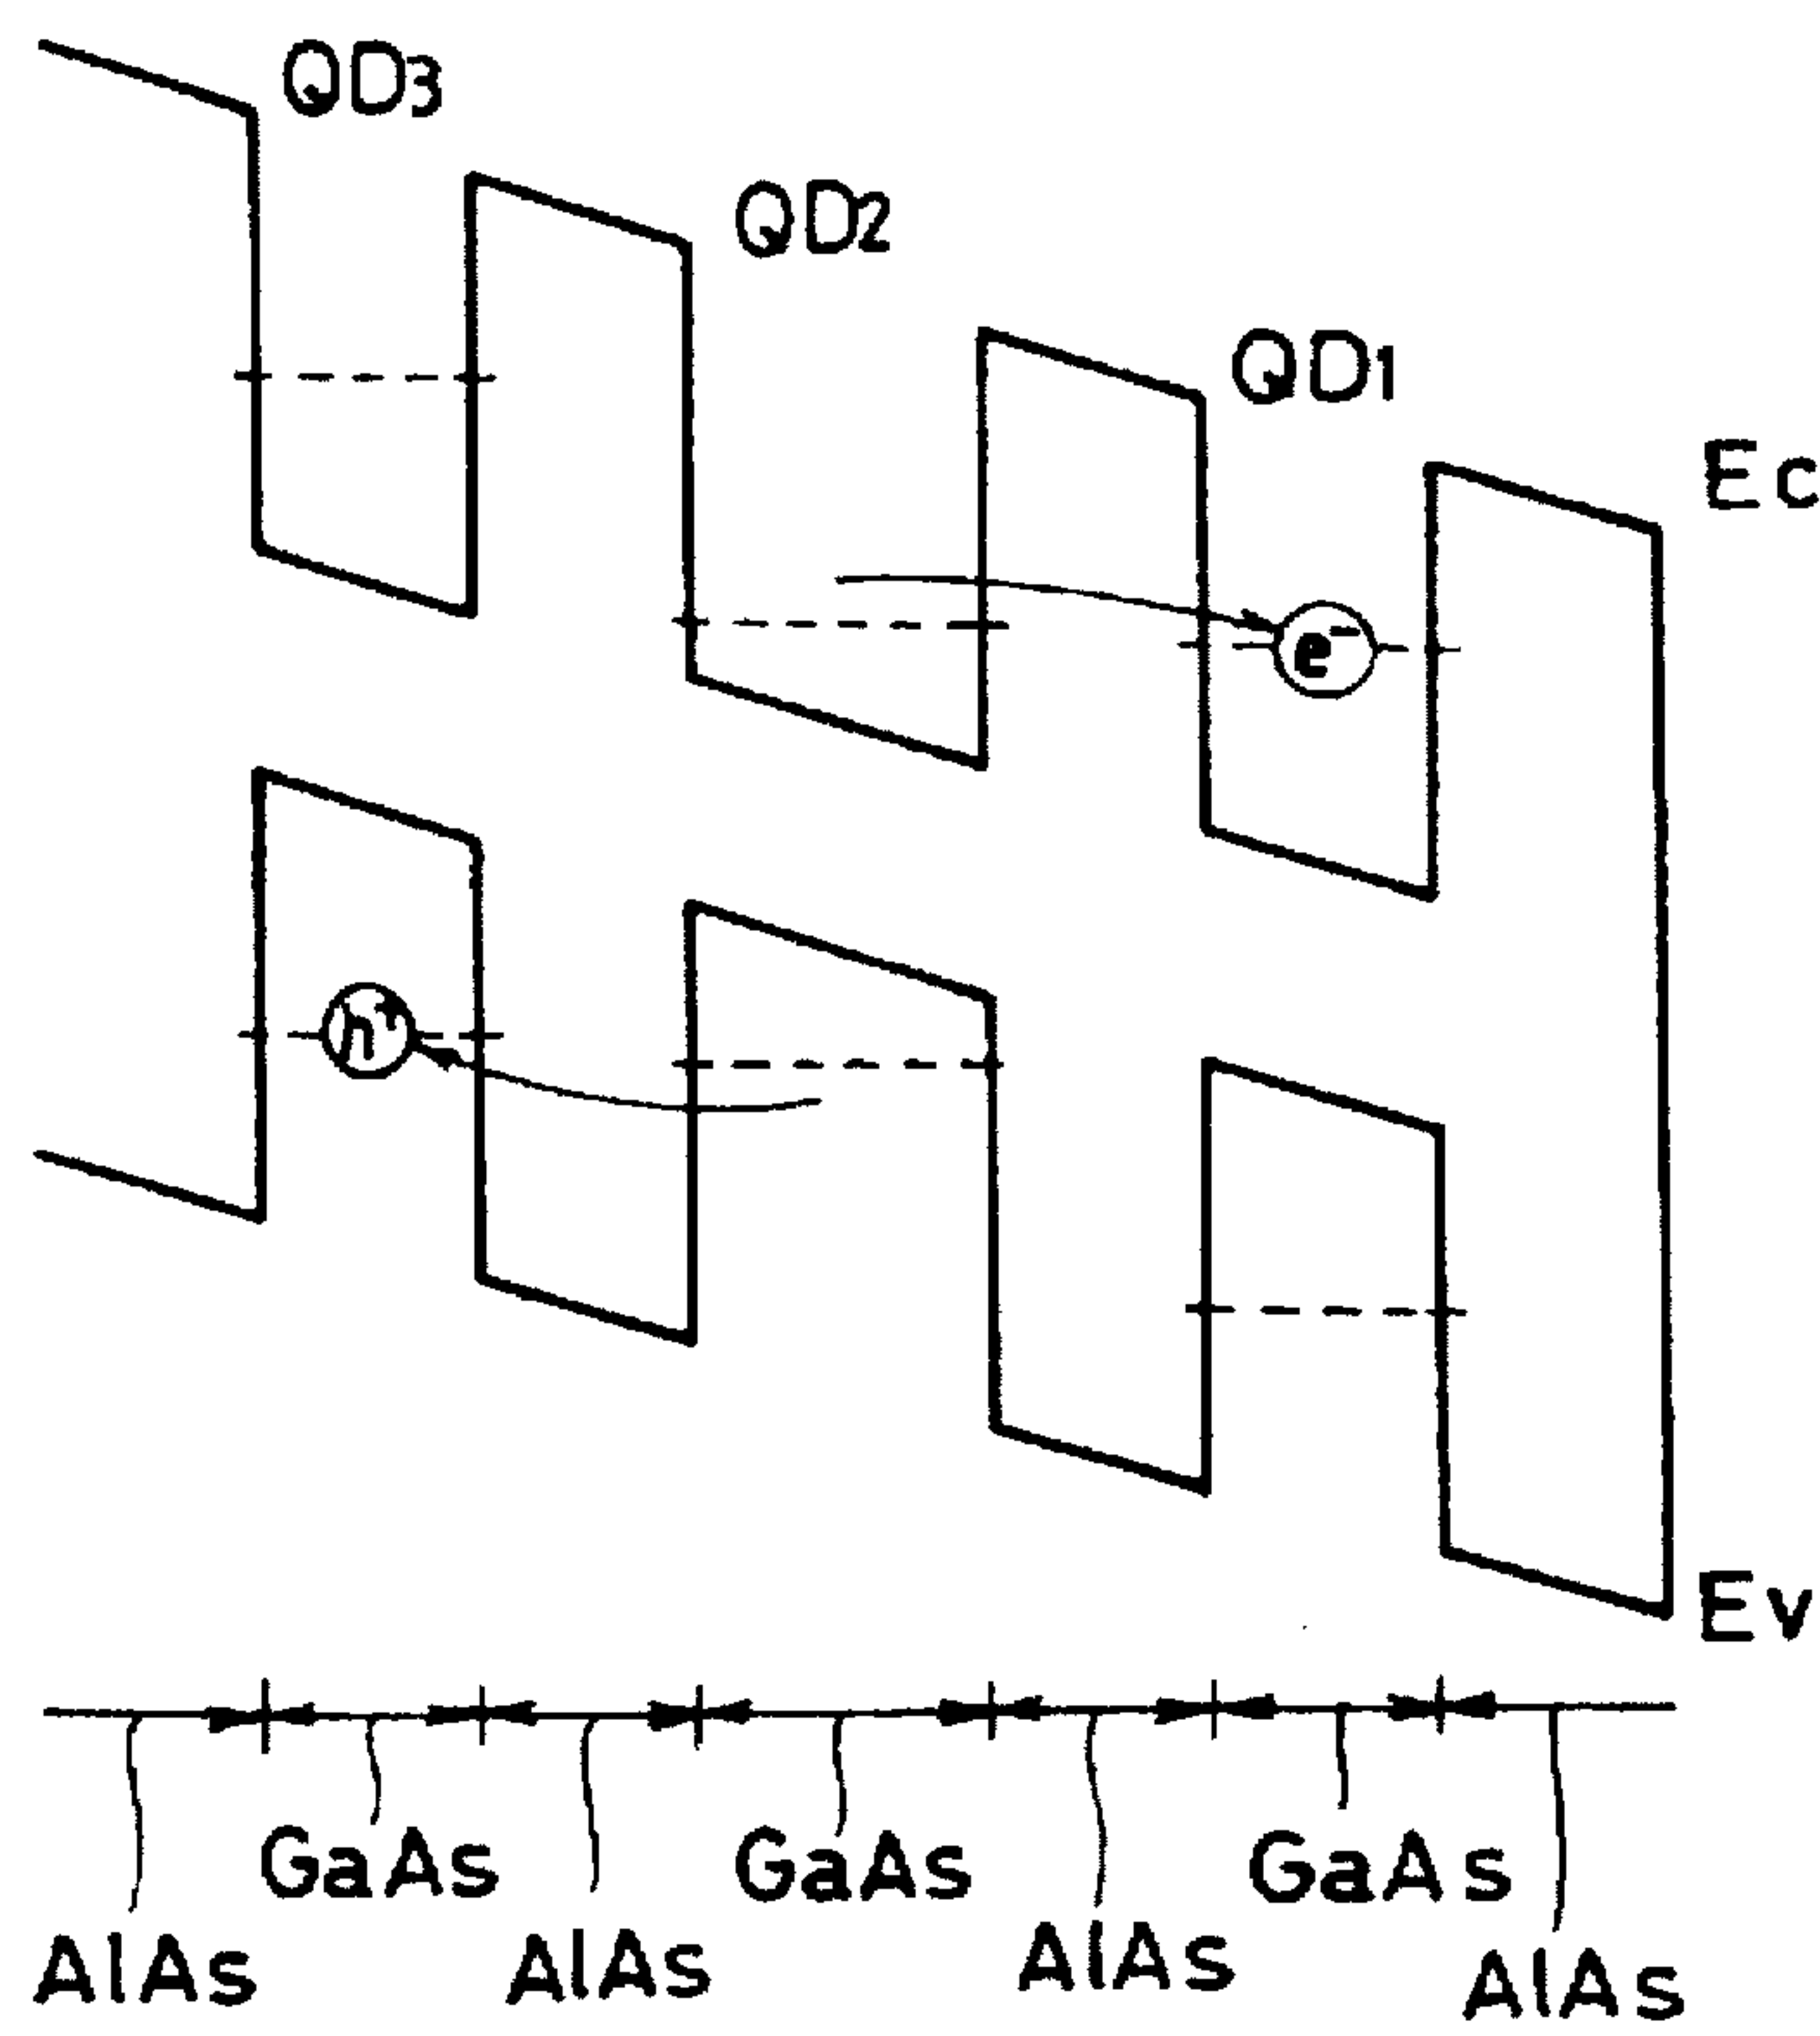 QD3
QD2
QD1
Ec
e−
h+
Ev
GaAs GaAs GaAs
AlAs AlAs AlAs AlAs